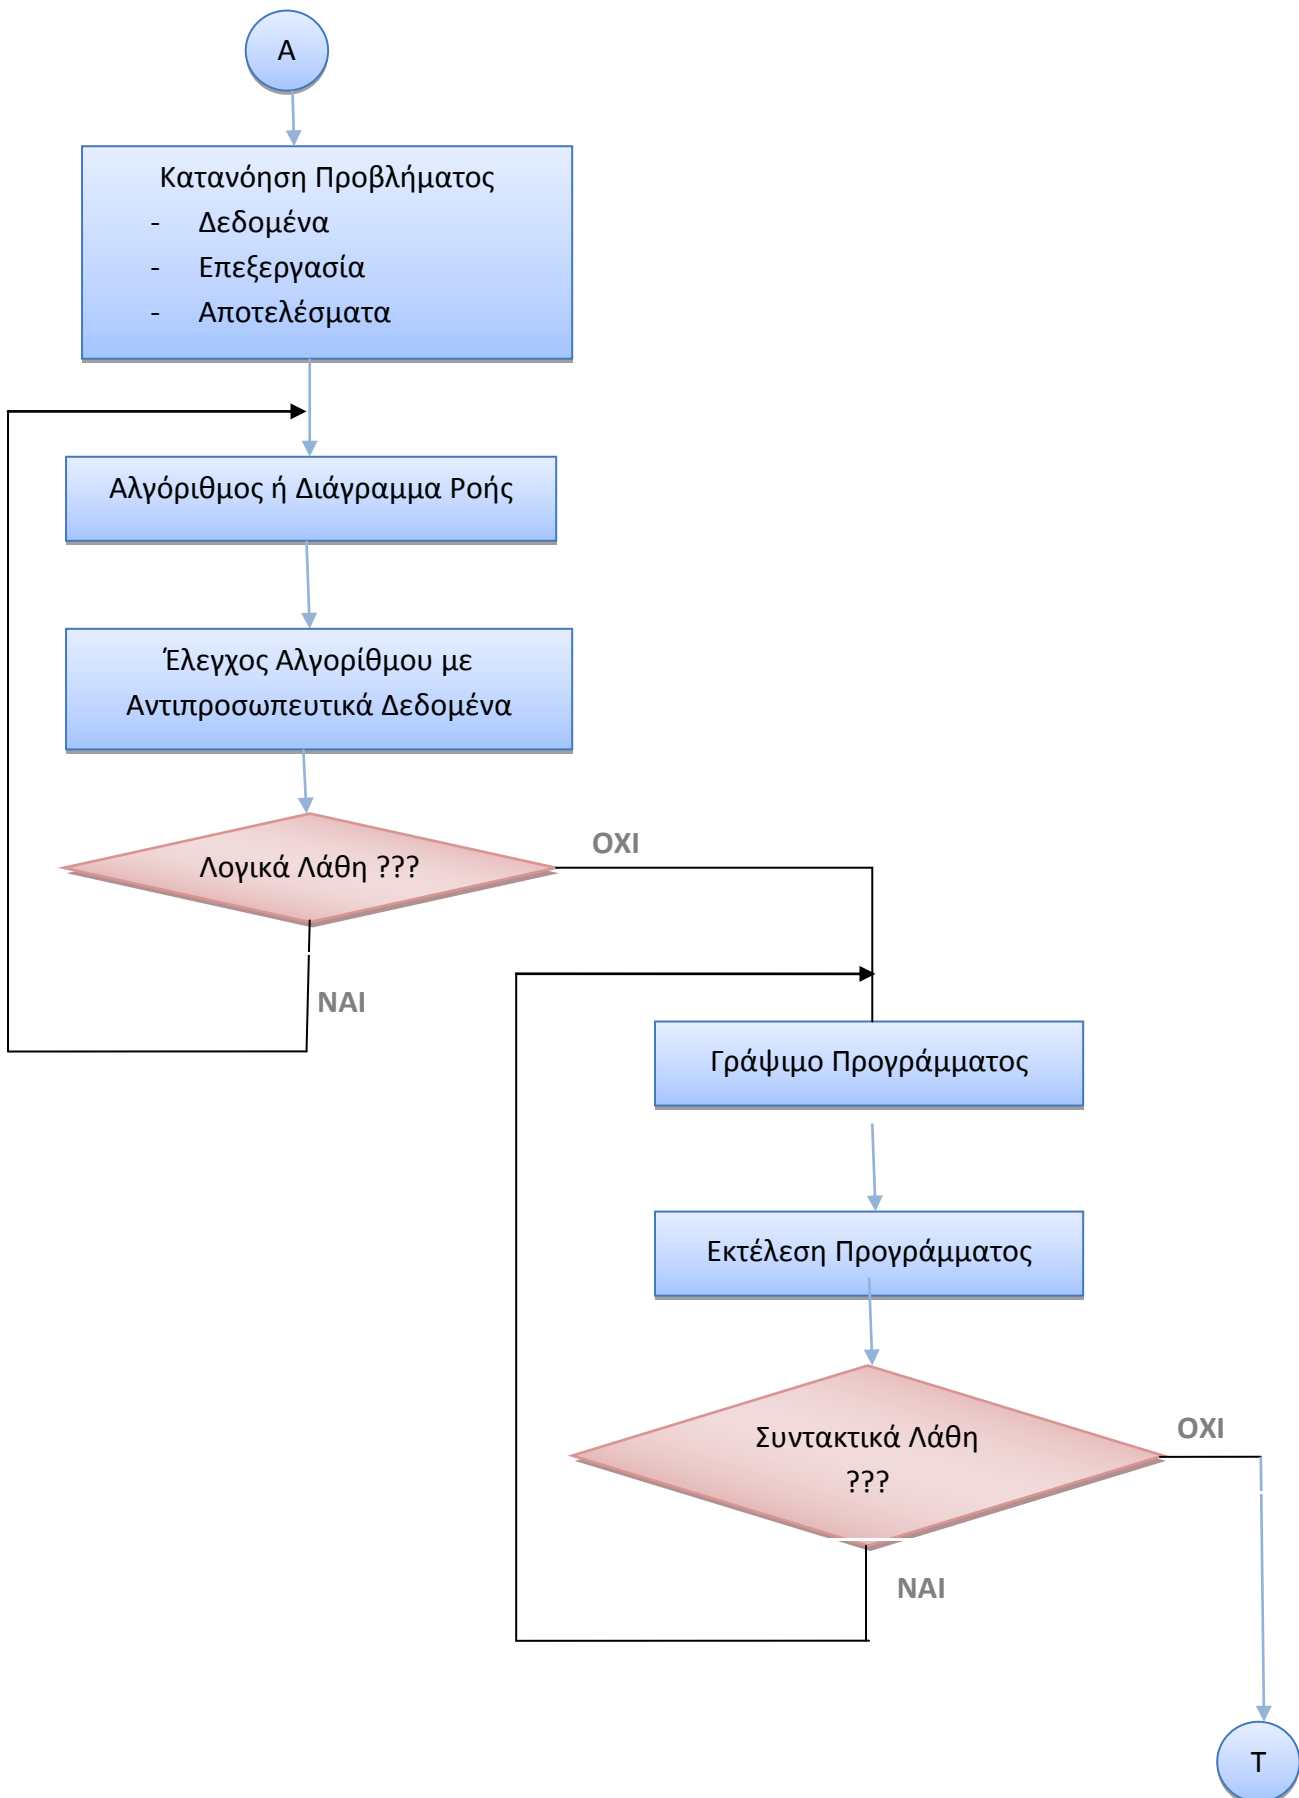 Α
Κατανόηση Προβλήματος
- Δεδομένα
- Επεξεργασία
- Αποτελέσματα
Αλγόριθμος ή Διάγραμμα Ροής
Έλεγχος Αλγορίθμου με
Αντιπροσωπευτικά Δεδομένα
Λογικά Λάθη ???
ΟΧΙ
ΝΑΙ
Γράψιμο Προγράμματος
Εκτέλεση Προγράμματος
Συντακτικά Λάθη
???
ΟΧΙ
ΝΑΙ
Τ